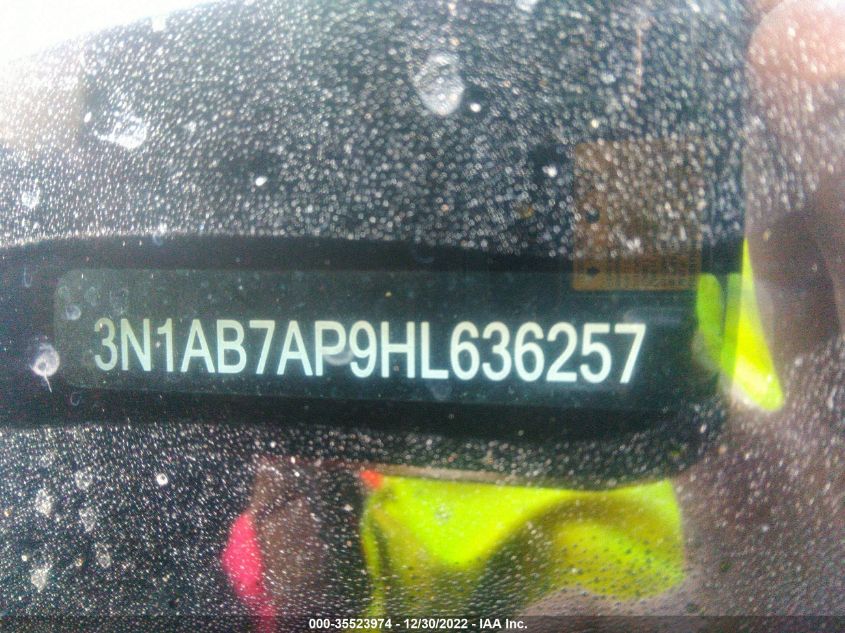 3N1AB7AP9HL636257
000-35523974 - 12/30/2022 - IAA Inc.